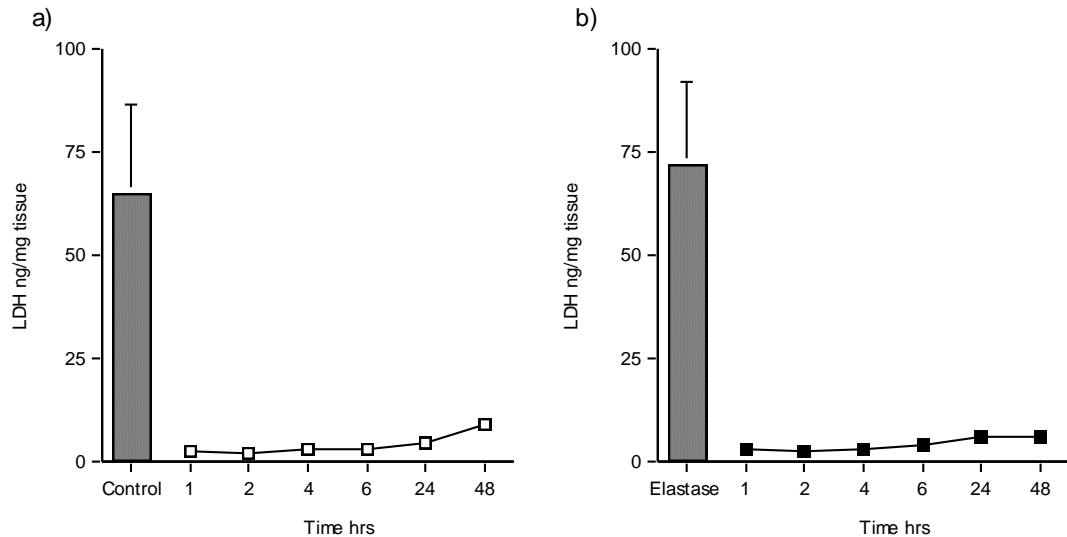 a)
100
75
50
25
0
LDH ng/mg tissue
Control 1 2 4 6 24 48
Time hrs
b)
100
75
50
25
0
LDH ng/mg tissue
Elastase 1 2 4 6 24 48
Time hrs